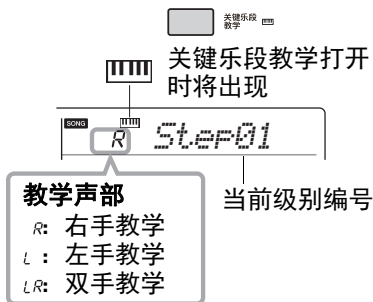 关键乐段
教学
关键乐段教学打开
时将出现
SONG
R Step01
教学声部
R: 右手教学
L : 左手教学
LR: 双手教学
当前级别编号